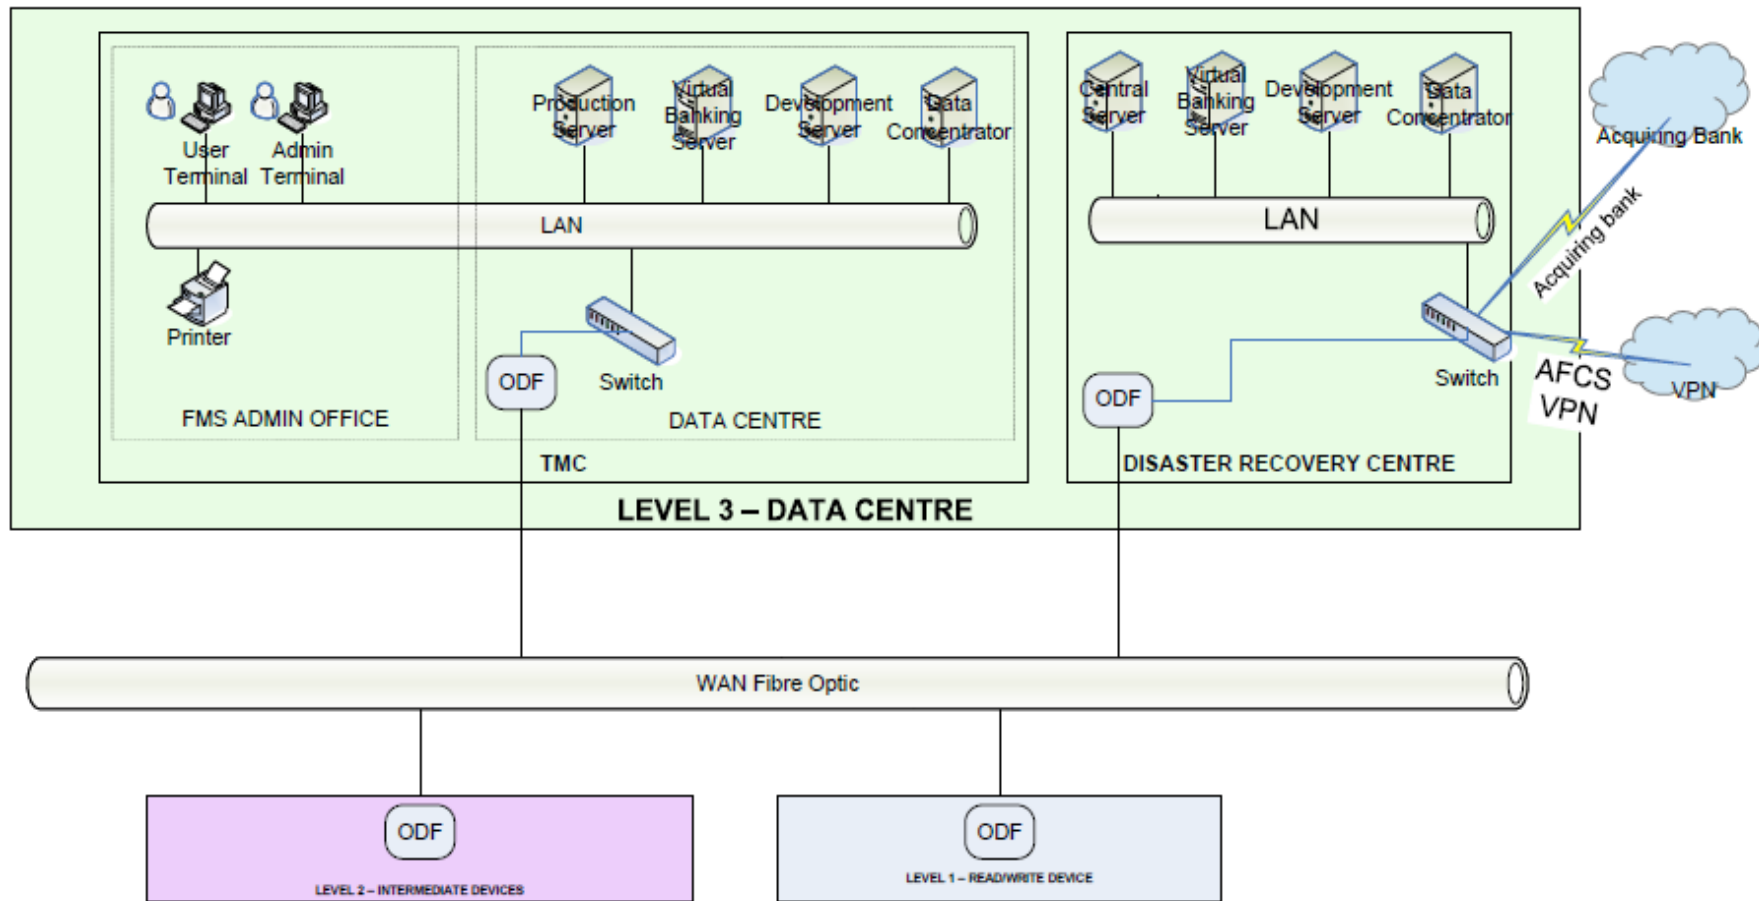 User
Terminal
Admin
Terminal
Production
Server
Virtual
Banking
Server
Development
Server
Data
Concentrator
Central
Server
Virtual
Banking
Server
Development
Server
Data
Concentrator
Acquiring Bank
LAN
LAN
Acquiring bank
Printer
ODF
Switch
ODF
Switch
AFCS
VPN
VPN
FMS ADMIN OFFICE
DATA CENTRE
TMC
DISASTER RECOVERY CENTRE
LEVEL 3 – DATA CENTRE
WAN Fibre Optic
ODF
LEVEL 2 – INTERMEDIATE DEVICES
ODF
LEVEL 1 – READ/WRITE DEVICE